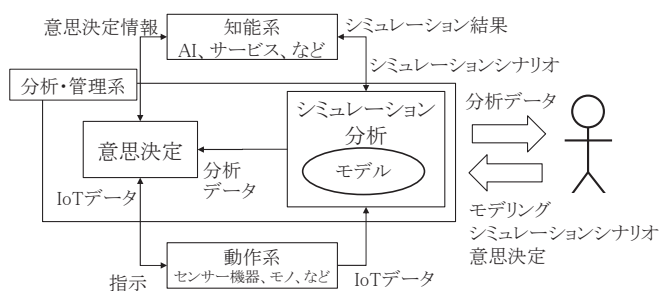 意思決定情報
知能系
AI、サービス、など
シミュレーション結果
シミュレーションシナリオ
分析・管理系
意思決定
シミュレーション
分析
モデル
分析
データ
IoTデータ
分析データ
モデリング
シミュレーションシナリオ
意思決定
動作系
センサー機器、モノ、など
指示
IoTデータ